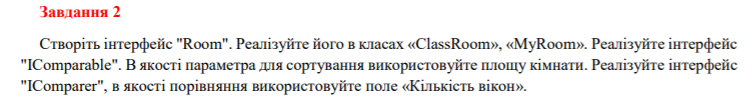 Завдання 2
Створіть інтерфейс "Room". Реалізуйте його в класах «ClassRoom», «MyRoom». Реалізуйте інтерфейс
"IComparable". В якості параметра для сортування використовуйте площу кімнати. Реалізуйте інтерфейс
"IComparer", в якості порівняння використовуйте поле «Кількість вікон».